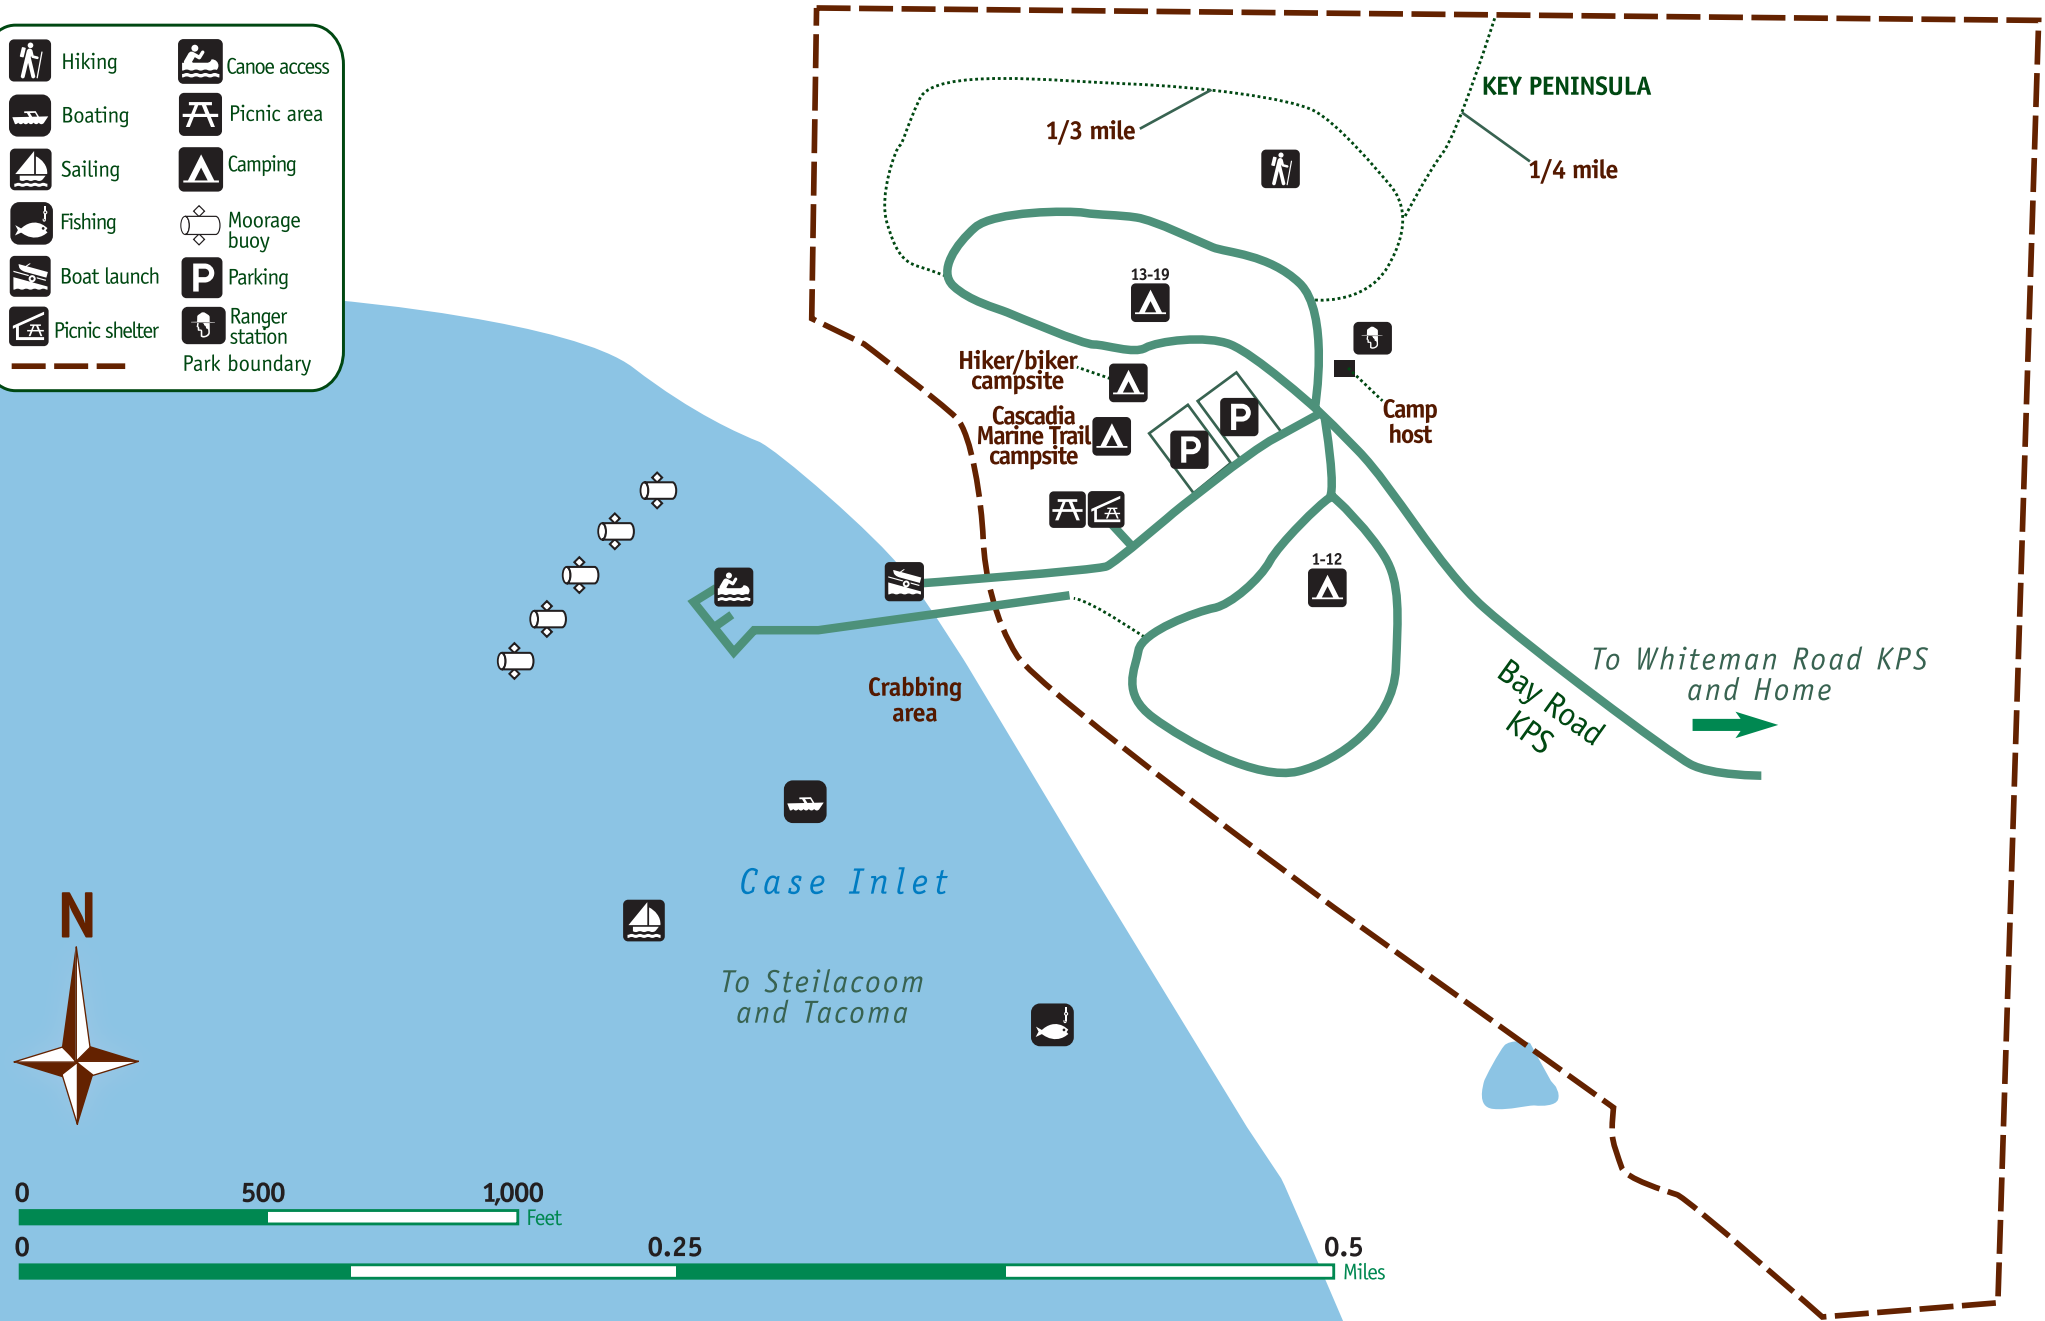 Hiking
Canoe access
Boating
Picnic area
Sailing
Camping
Fishing
Moorage
buoy
Boat launch
P
Parking
Picnic shelter
Ranger
station
Park boundary
KEY PENINSULA
1/3 mile
1/4 mile
13-19
Hiker/biker
campsite
Cascadia
Marine Trail
campsite
P
P
Camp
host
1-12
Crabbing
area
To Whiteman Road KPS
and Home
Bay Road
KPS
Case Inlet
To Steilacoom
and Tacoma
N
0 500 1,000
Feet
0 0.25 0.5
Miles